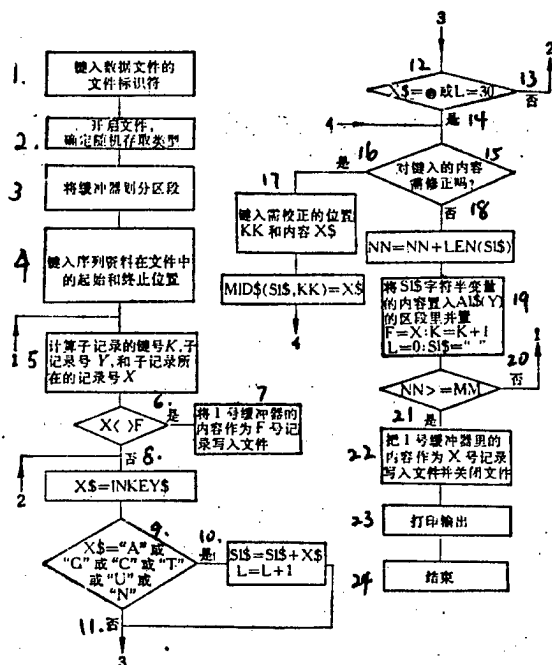 1.
键入数据文件的
文件标识符
2.
开启文件,
确定随机存取类型
3
将缓冲器划分区段
4
键入序列资料在文件中
的起始和终止位置
1
5
计算子记录的键号K,子
记录号Y,和子记录所
在的记录号X
6.
X< >F
是
7
将1号缓冲器的
内容作为F号记
录写入文件
否 8.
2
X$=INKEY$
9.
X$="A"或
"G"或"C"或"T"
或"U"或
"N"
10.
是
S1$=S1$+X$
L=L+1
11. 否
3
3
12
X$=@或L=30
13
否
2
是 14
4
15
对键入的内容
需修正吗?
16
是
17
键入需校正的位置
KK和内容X$
MID$(S1$,KK)=X$
4
否 18
NN=NN+LEN(S1$)
将S1$字符半变量
的内容置入A1$(Y)
的区段里并置
F=X:K=K+1
L=0:S1$=" "
19
NN>=MM
20
否
1
21
是
22
把1号缓冲器里的
内容作为X号记录
写入文件并关闭文件
23
打印输出
24
结束